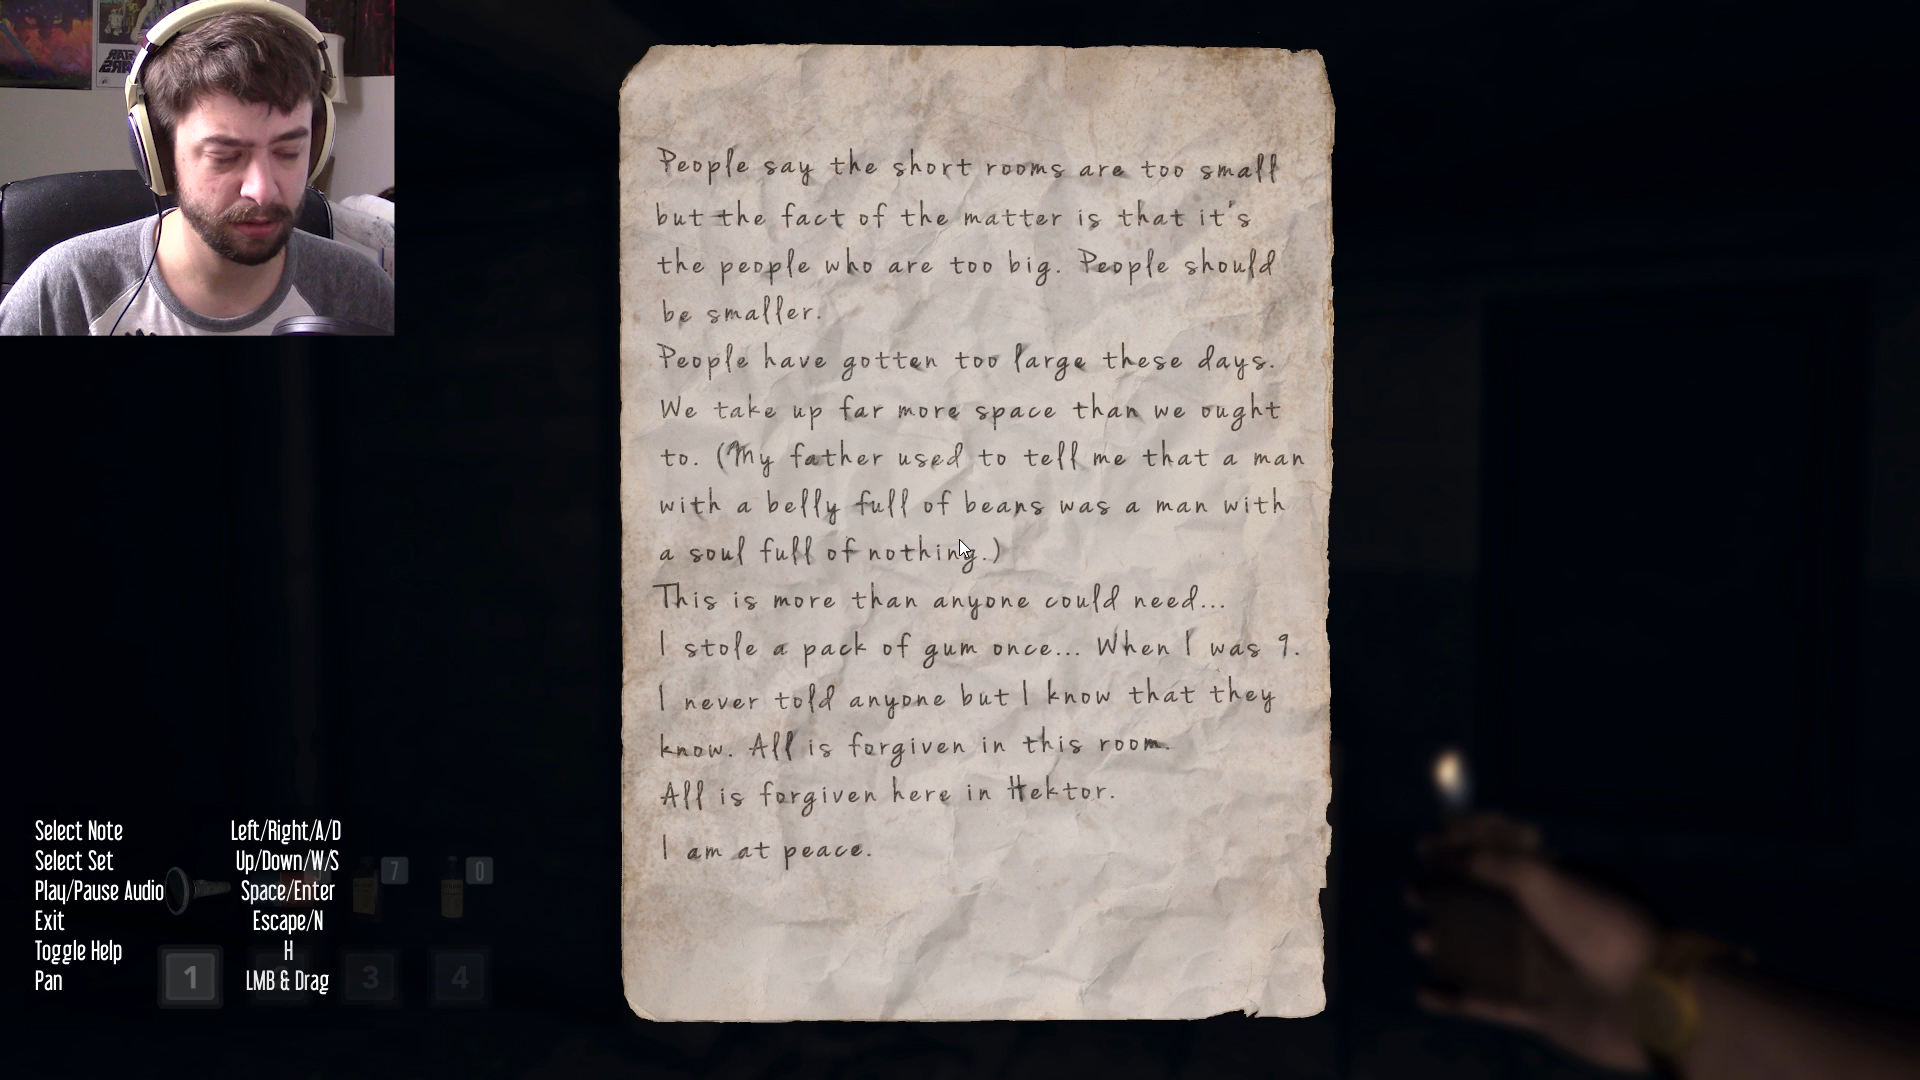 STAR
WARS
People say the short rooms are too small
but the fact of the matter is that it's
the people who are too big. People should
be smaller.
People have gotten too large these days.
We take up far more space than we ought
to. (My father used to tell me that a man
with a belly full of beans was a man with
a soul full of nothing.)
This is more than anyone could need...
I stole a pack of gum once... When I was 9.
I never told anyone but I know that they
know. All is forgiven in this room.
All is forgiven here in Hektor.
I am at peace.
Select Note Left/Right/A/D
Select Set Up/Down/W/S
Play/Pause Audio Space/Enter
Exit Escape/N
Toggle Help H
Pan LMB & Drag
7 0
1 3 4